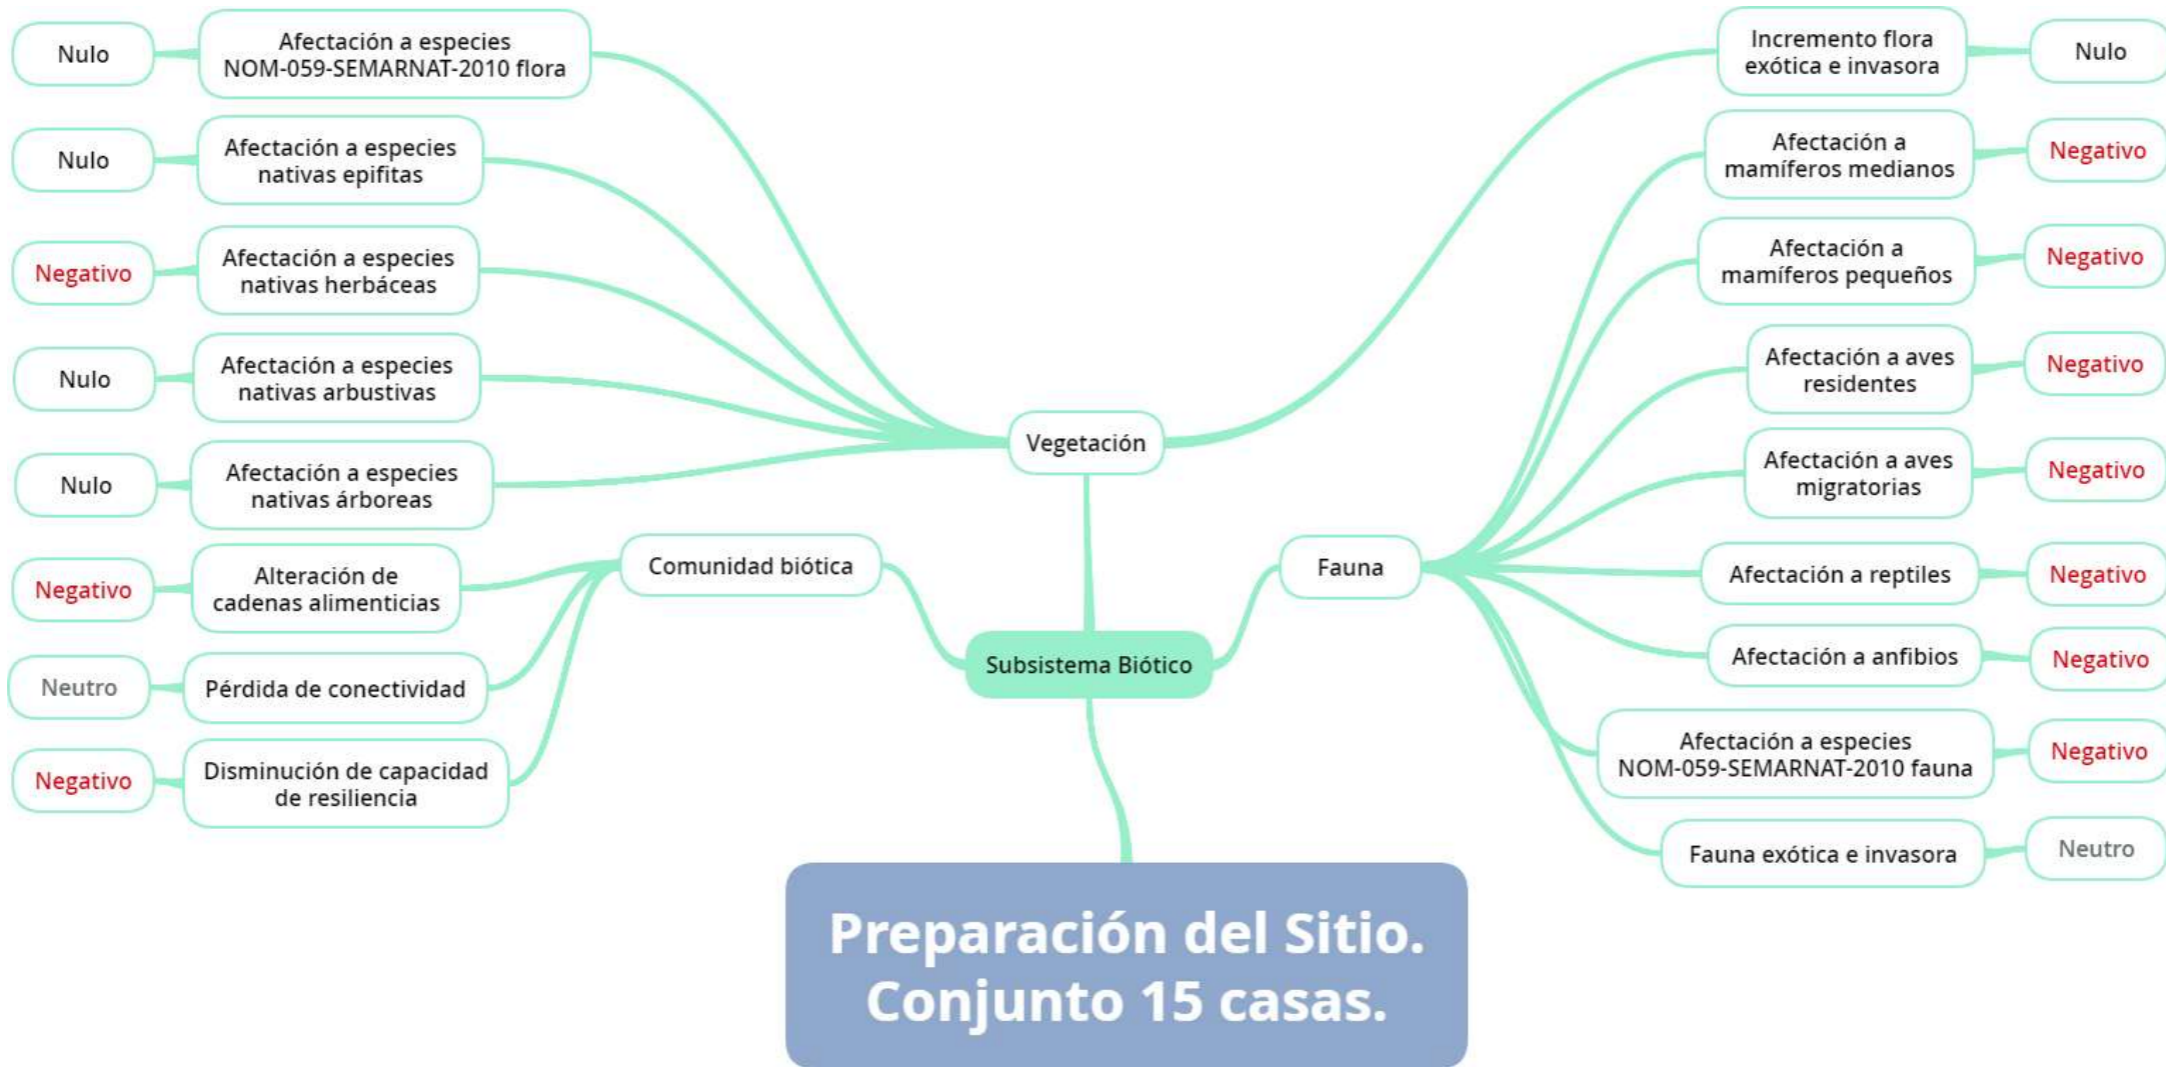 Nulo
Afectación a especies
NOM-059-SEMARNAT-2010 flora
Nulo
Afectación a especies
nativas epifitas
Negativo
Afectación a especies
nativas herbáceas
Nulo
Afectación a especies
nativas arbustivas
Nulo
Afectación a especies
nativas árboreas
Negativo
Alteración de
cadenas alimenticias
Neutro
Pérdida de conectividad
Negativo
Disminución de capacidad
de resiliencia
Comunidad biótica
Vegetación
Subsistema Biótico
Fauna
Incremento flora
exótica e invasora
Nulo
Afectación a
mamíferos medianos
Negativo
Afectación a
mamíferos pequeños
Negativo
Afectación a aves
residentes
Negativo
Afectación a aves
migratorias
Negativo
Afectación a reptiles
Negativo
Afectación a anfibios
Negativo
Afectación a especies
NOM-059-SEMARNAT-2010 fauna
Negativo
Fauna exótica e invasora
Neutro
Preparación del Sitio.
Conjunto 15 casas.